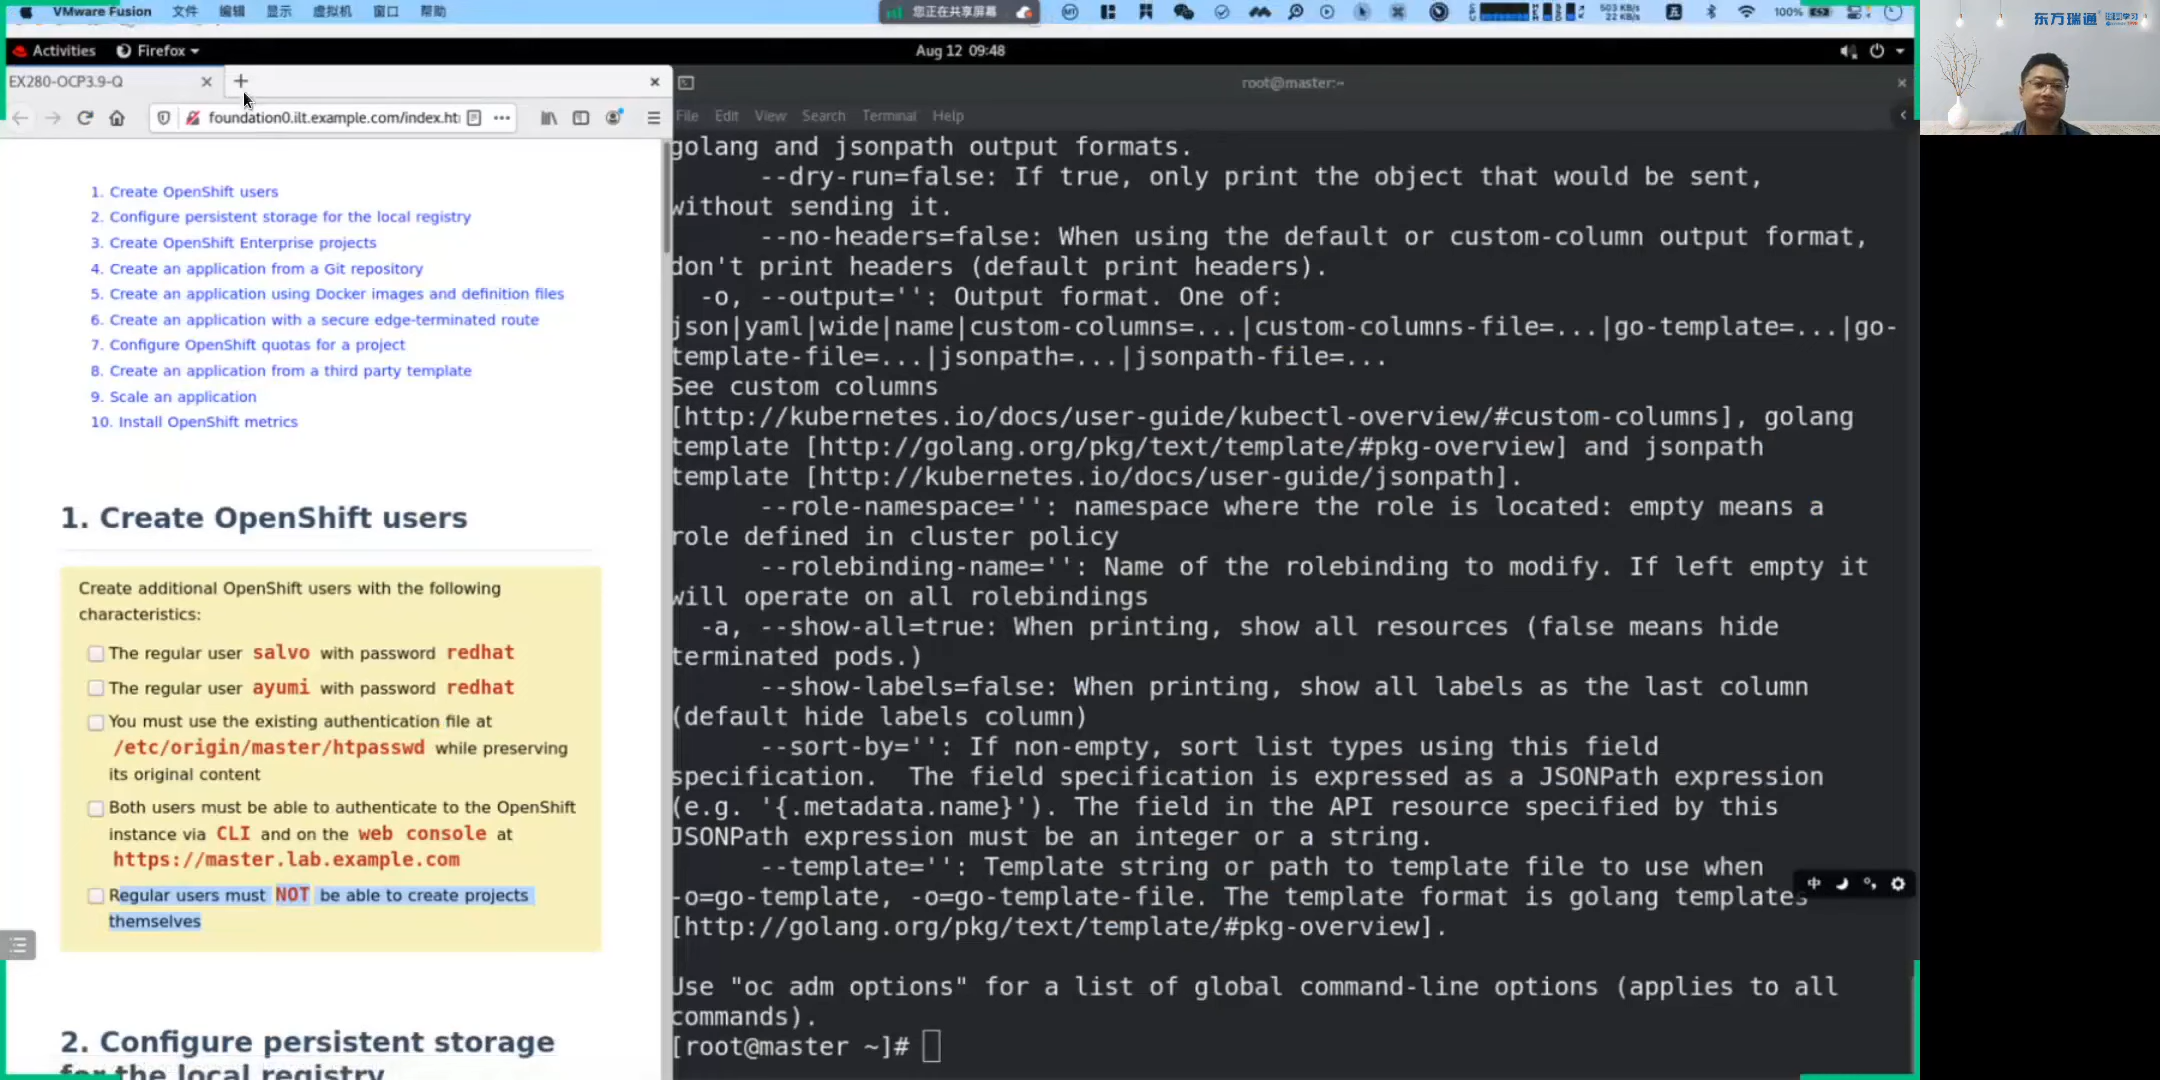 VMware Fusion 文件 编辑 显示 虚拟机 窗口 帮助
您正在共享屏幕
503 KB/s
22 KB/s
100%
Activities Firefox
Aug 12 09:48
EX280-OCP3.9-Q
foundation0.ilt.example.com/index.ht
1. Create OpenShift users
2. Configure persistent storage for the local registry
3. Create OpenShift Enterprise projects
4. Create an application from a Git repository
5. Create an application using Docker images and definition files
6. Create an application with a secure edge-terminated route
7. Configure OpenShift quotas for a project
8. Create an application from a third party template
9. Scale an application
10. Install OpenShift metrics
1. Create OpenShift users
Create additional OpenShift users with the following
characteristics:
The regular user salvo with password redhat
The regular user ayumi with password redhat
You must use the existing authentication file at
/etc/origin/master/htpasswd while preserving
its original content
Both users must be able to authenticate to the OpenShift
instance via CLI and on the web console at
https://master.lab.example.com
Regular users must NOT be able to create projects
themselves
2. Configure persistent storage
for the local registry
root@master:~
File Edit View Search Terminal Help
golang and jsonpath output formats.
--dry-run=false: If true, only print the object that would be sent,
without sending it.
--no-headers=false: When using the default or custom-column output format,
don't print headers (default print headers).
-o, --output='': Output format. One of:
json|yaml|wide|name|custom-columns=...|custom-columns-file=...|go-template=...|go-
template-file=...|jsonpath=...|jsonpath-file=...
See custom columns
[http://kubernetes.io/docs/user-guide/kubectl-overview/#custom-columns], golang
template [http://golang.org/pkg/text/template/#pkg-overview] and jsonpath
template [http://kubernetes.io/docs/user-guide/jsonpath].
--role-namespace='': namespace where the role is located: empty means a
role defined in cluster policy
--rolebinding-name='': Name of the rolebinding to modify. If left empty it
will operate on all rolebindings
-a, --show-all=true: When printing, show all resources (false means hide
terminated pods.)
--show-labels=false: When printing, show all labels as the last column
(default hide labels column)
--sort-by='': If non-empty, sort list types using this field
specification.  The field specification is expressed as a JSONPath expression
(e.g. '{.metadata.name}'). The field in the API resource specified by this
JSONPath expression must be an integer or a string.
--template='': Template string or path to template file to use when
-o=go-template, -o=go-template-file. The template format is golang templates
[http://golang.org/pkg/text/template/#pkg-overview].
Use "oc adm options" for a list of global command-line options (applies to all
commands).
[root@master ~]#
中
东方瑞通